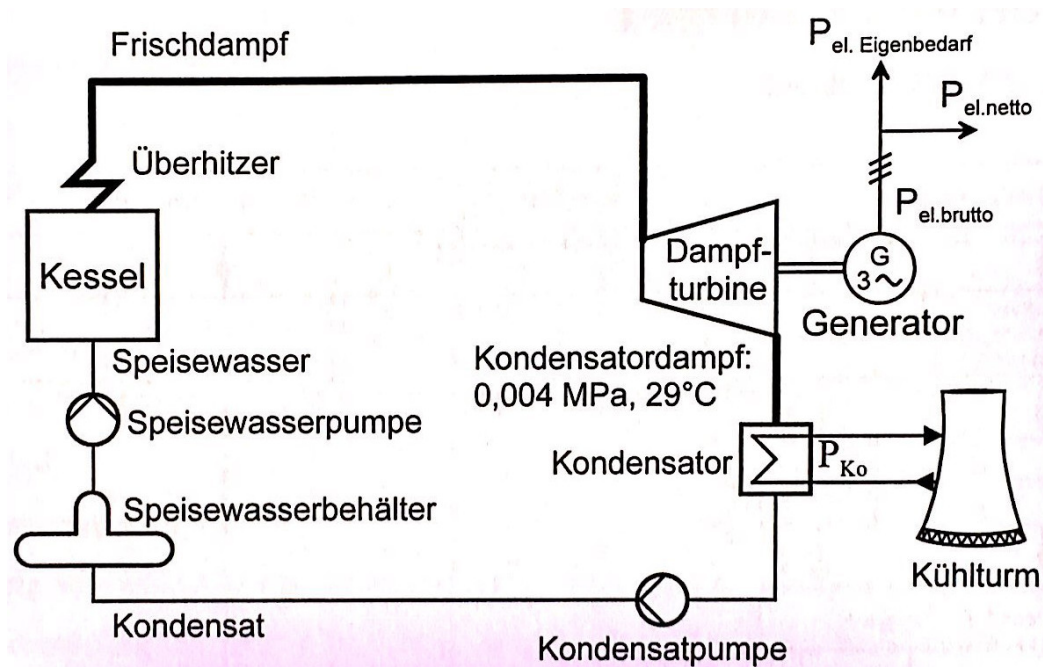 Frischdampf
P el. Eigenbedarf
P el.netto
Überhitzer
P el.brutto
Kessel
Dampf-
turbine
G
3~
Generator
Speisewasser
Kondensatordampf:
0,004 MPa, 29°C
Speisewasserpumpe
Kondensator
P Ko
Speisewasserbehälter
Kühlturm
Kondensat
Kondensatpumpe